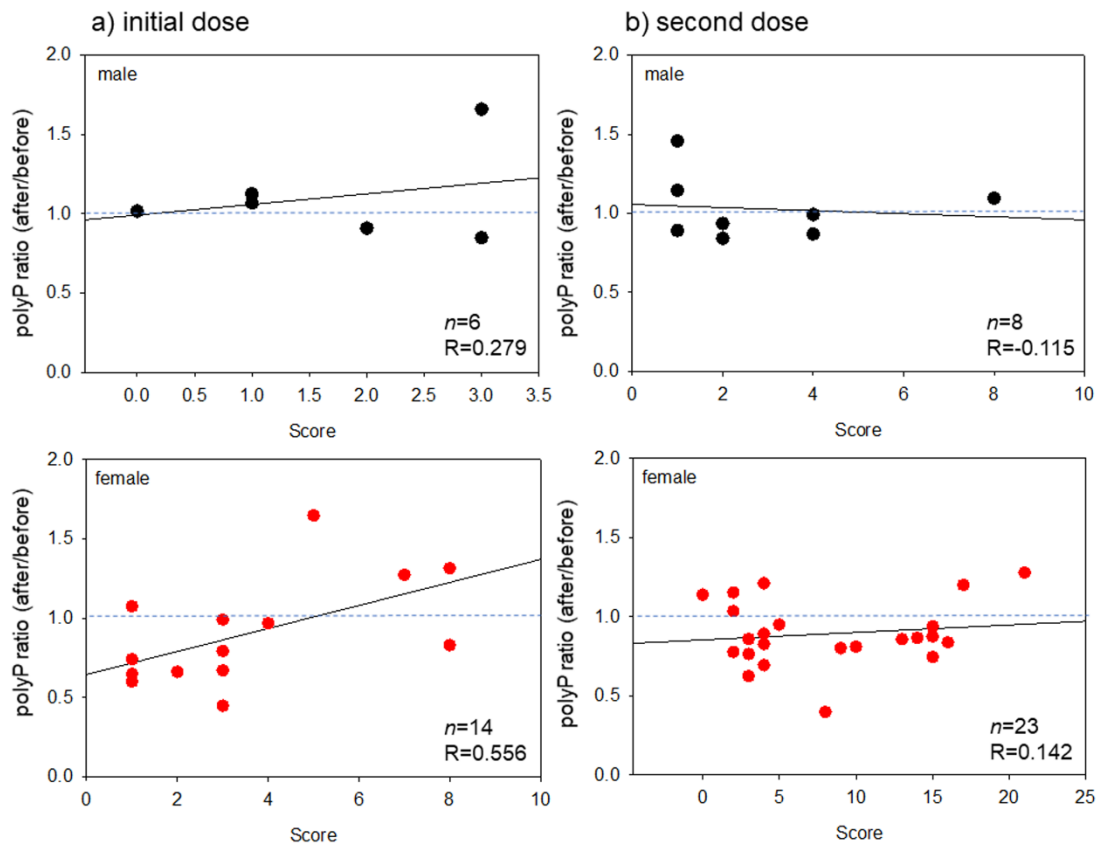 a) initial dose
b) second dose
male
polyP ratio (after/before)
2.0
1.5
1.0
0.5
0.0
n=6
R=0.279
0.0 0.5 1.0 1.5 2.0 2.5 3.0 3.5
Score
male
polyP ratio (after/before)
2.0
1.5
1.0
0.5
0.0
n=8
R=-0.115
0 2 4 6 8 10
Score
female
polyP ratio (after/before)
2.0
1.5
1.0
0.5
0.0
n=14
R=0.556
0 2 4 6 8 10
Score
female
polyP ratio (after/before)
2.0
1.5
1.0
0.5
0.0
n=23
R=0.142
0 5 10 15 20 25
Score